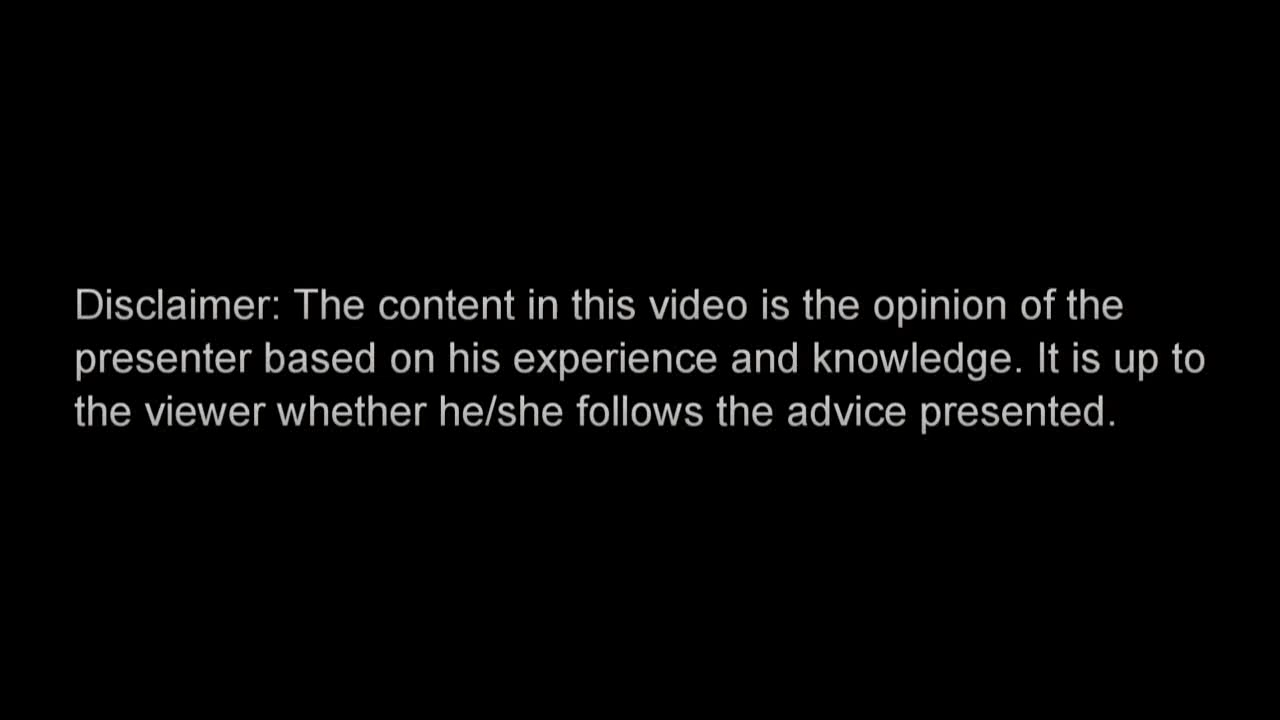 Disclaimer: The content in this video is the opinion of the
presenter based on his experience and knowledge. It is up to
the viewer whether he/she follows the advice presented.